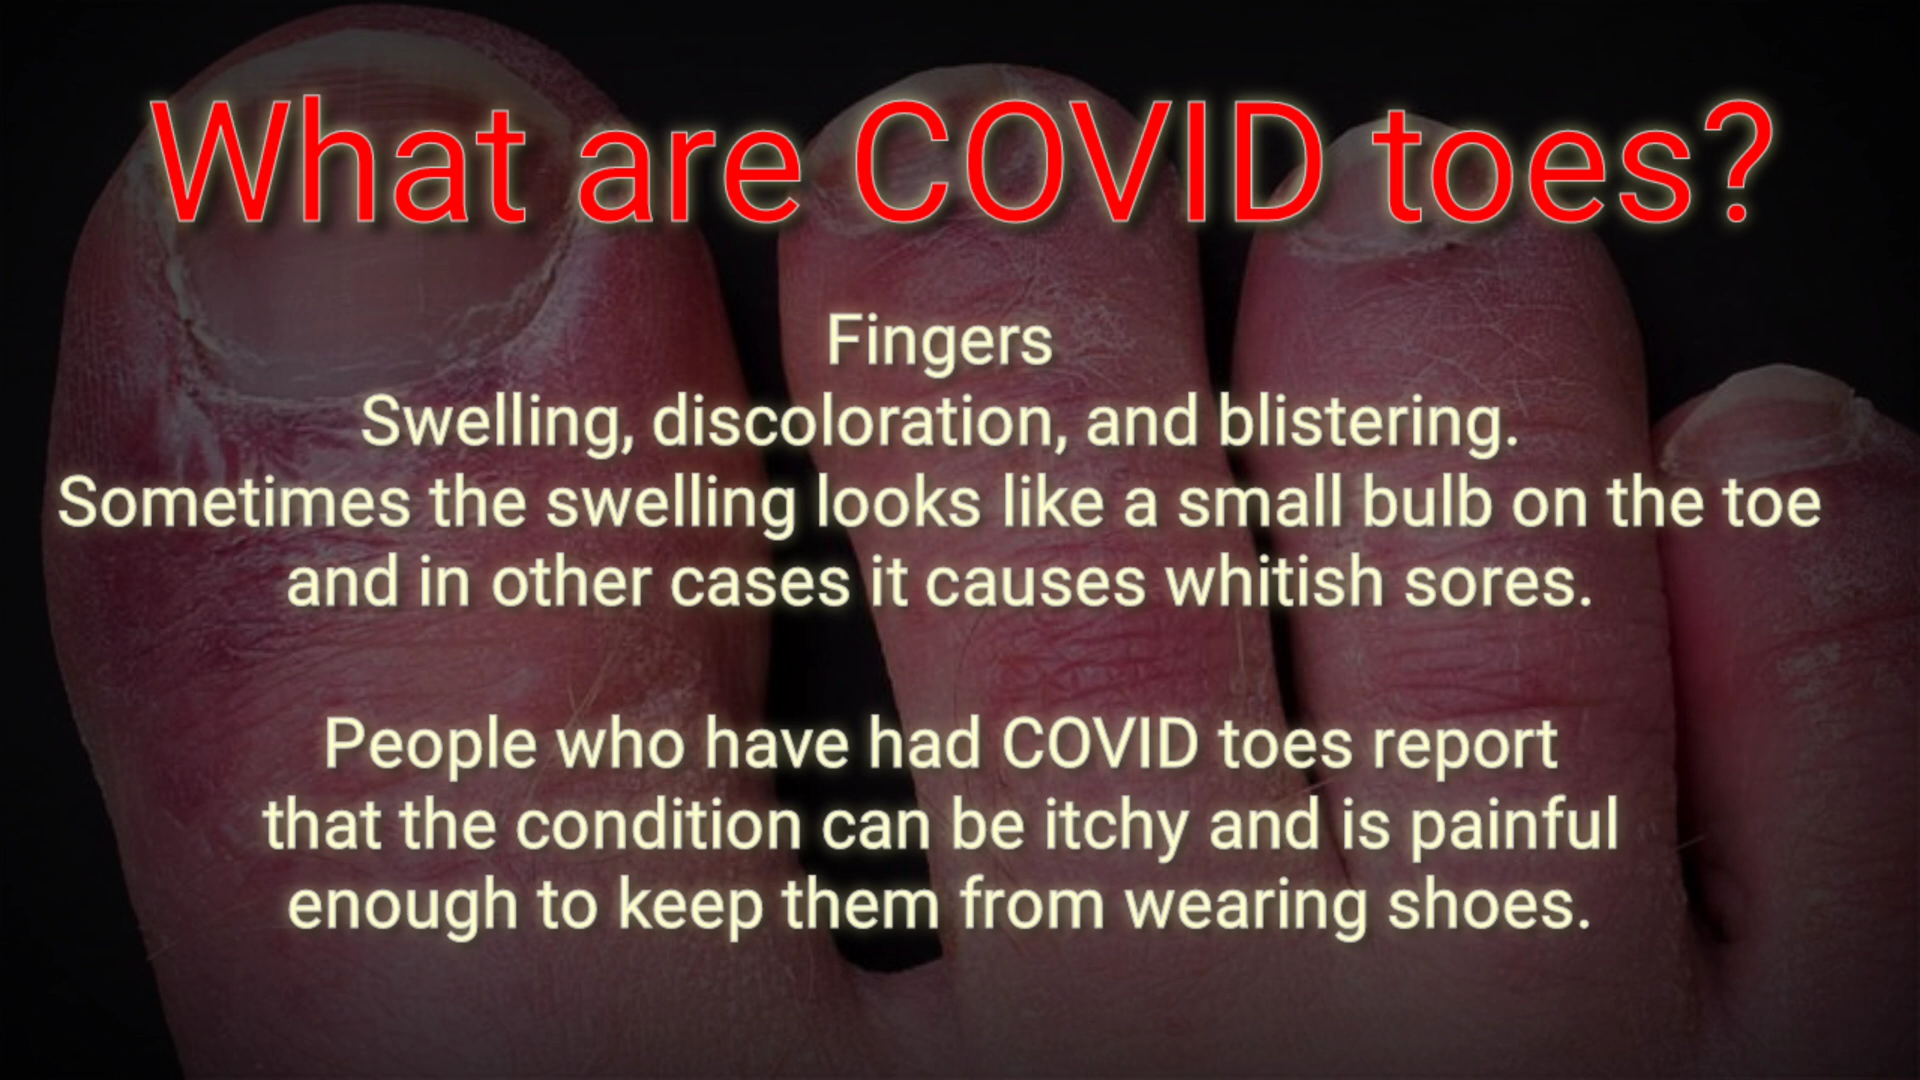 What are COVID toes?
Fingers
Swelling, discoloration, and blistering.
Sometimes the swelling looks like a small bulb on the toe
and in other cases it causes whitish sores.
People who have had COVID toes report
that the condition can be itchy and is painful
enough to keep them from wearing shoes.